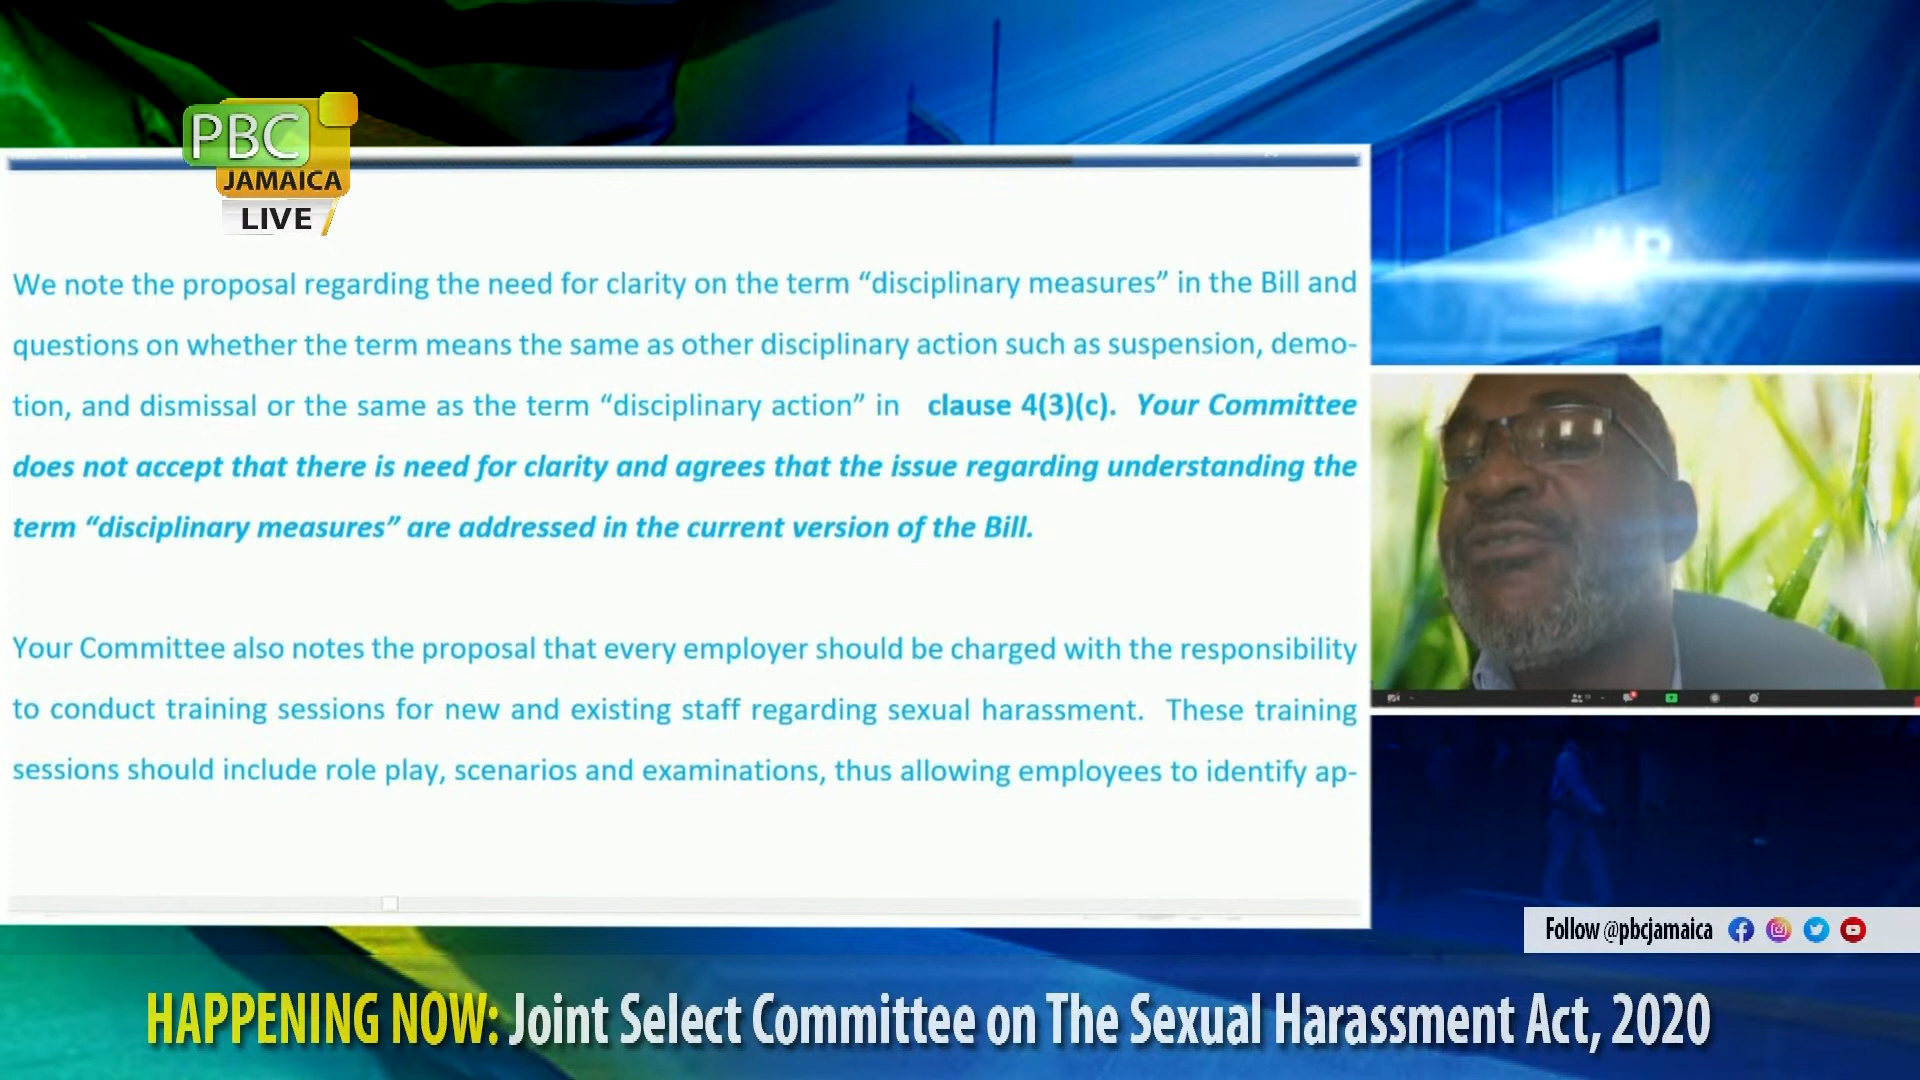 PBC
JAMAICA
LIVE
We note the proposal regarding the need for clarity on the term “disciplinary measures” in the Bill and
questions on whether the term means the same as other disciplinary action such as suspension, demo-
tion, and dismissal or the same as the term “disciplinary action” in clause 4(3)(c). Your Committee
does not accept that there is need for clarity and agrees that the issue regarding understanding the
term “disciplinary measures” are addressed in the current version of the Bill.
Your Committee also notes the proposal that every employer should be charged with the responsibility
to conduct training sessions for new and existing staff regarding sexual harassment. These training
sessions should include role play, scenarios and examinations, thus allowing employees to identify ap-
Follow @pbcjamaica
HAPPENING NOW: Joint Select Committee on The Sexual Harassment Act, 2020